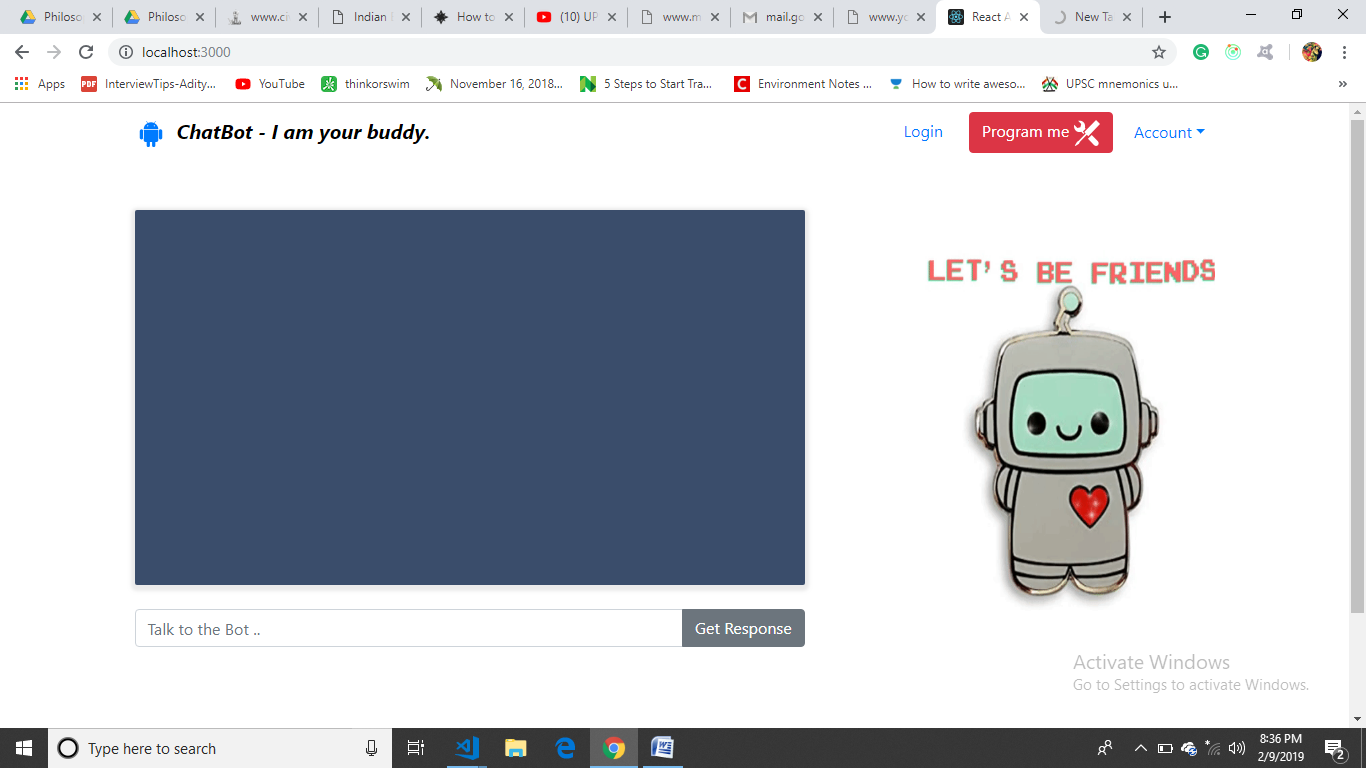 Philoso
Philoso
www.ci
Indian
How to
(10) UP
www.m
mail.go
www.yo
React A
New Ta
localhost:3000
Apps
PDF
InterviewTips-Adity...
YouTube
thinkorswim
November 16, 2018...
5 Steps to Start Tra...
C
Environment Notes ...
How to write aweso...
UPSC mnemonics u...
»
ChatBot - I am your buddy.
Login
Program me
Account
LET'S BE FRIENDS
Talk to the Bot ..
Get Response
Activate Windows
Go to Settings to activate Windows.
Type here to search
8:36 PM
2/9/2019
2